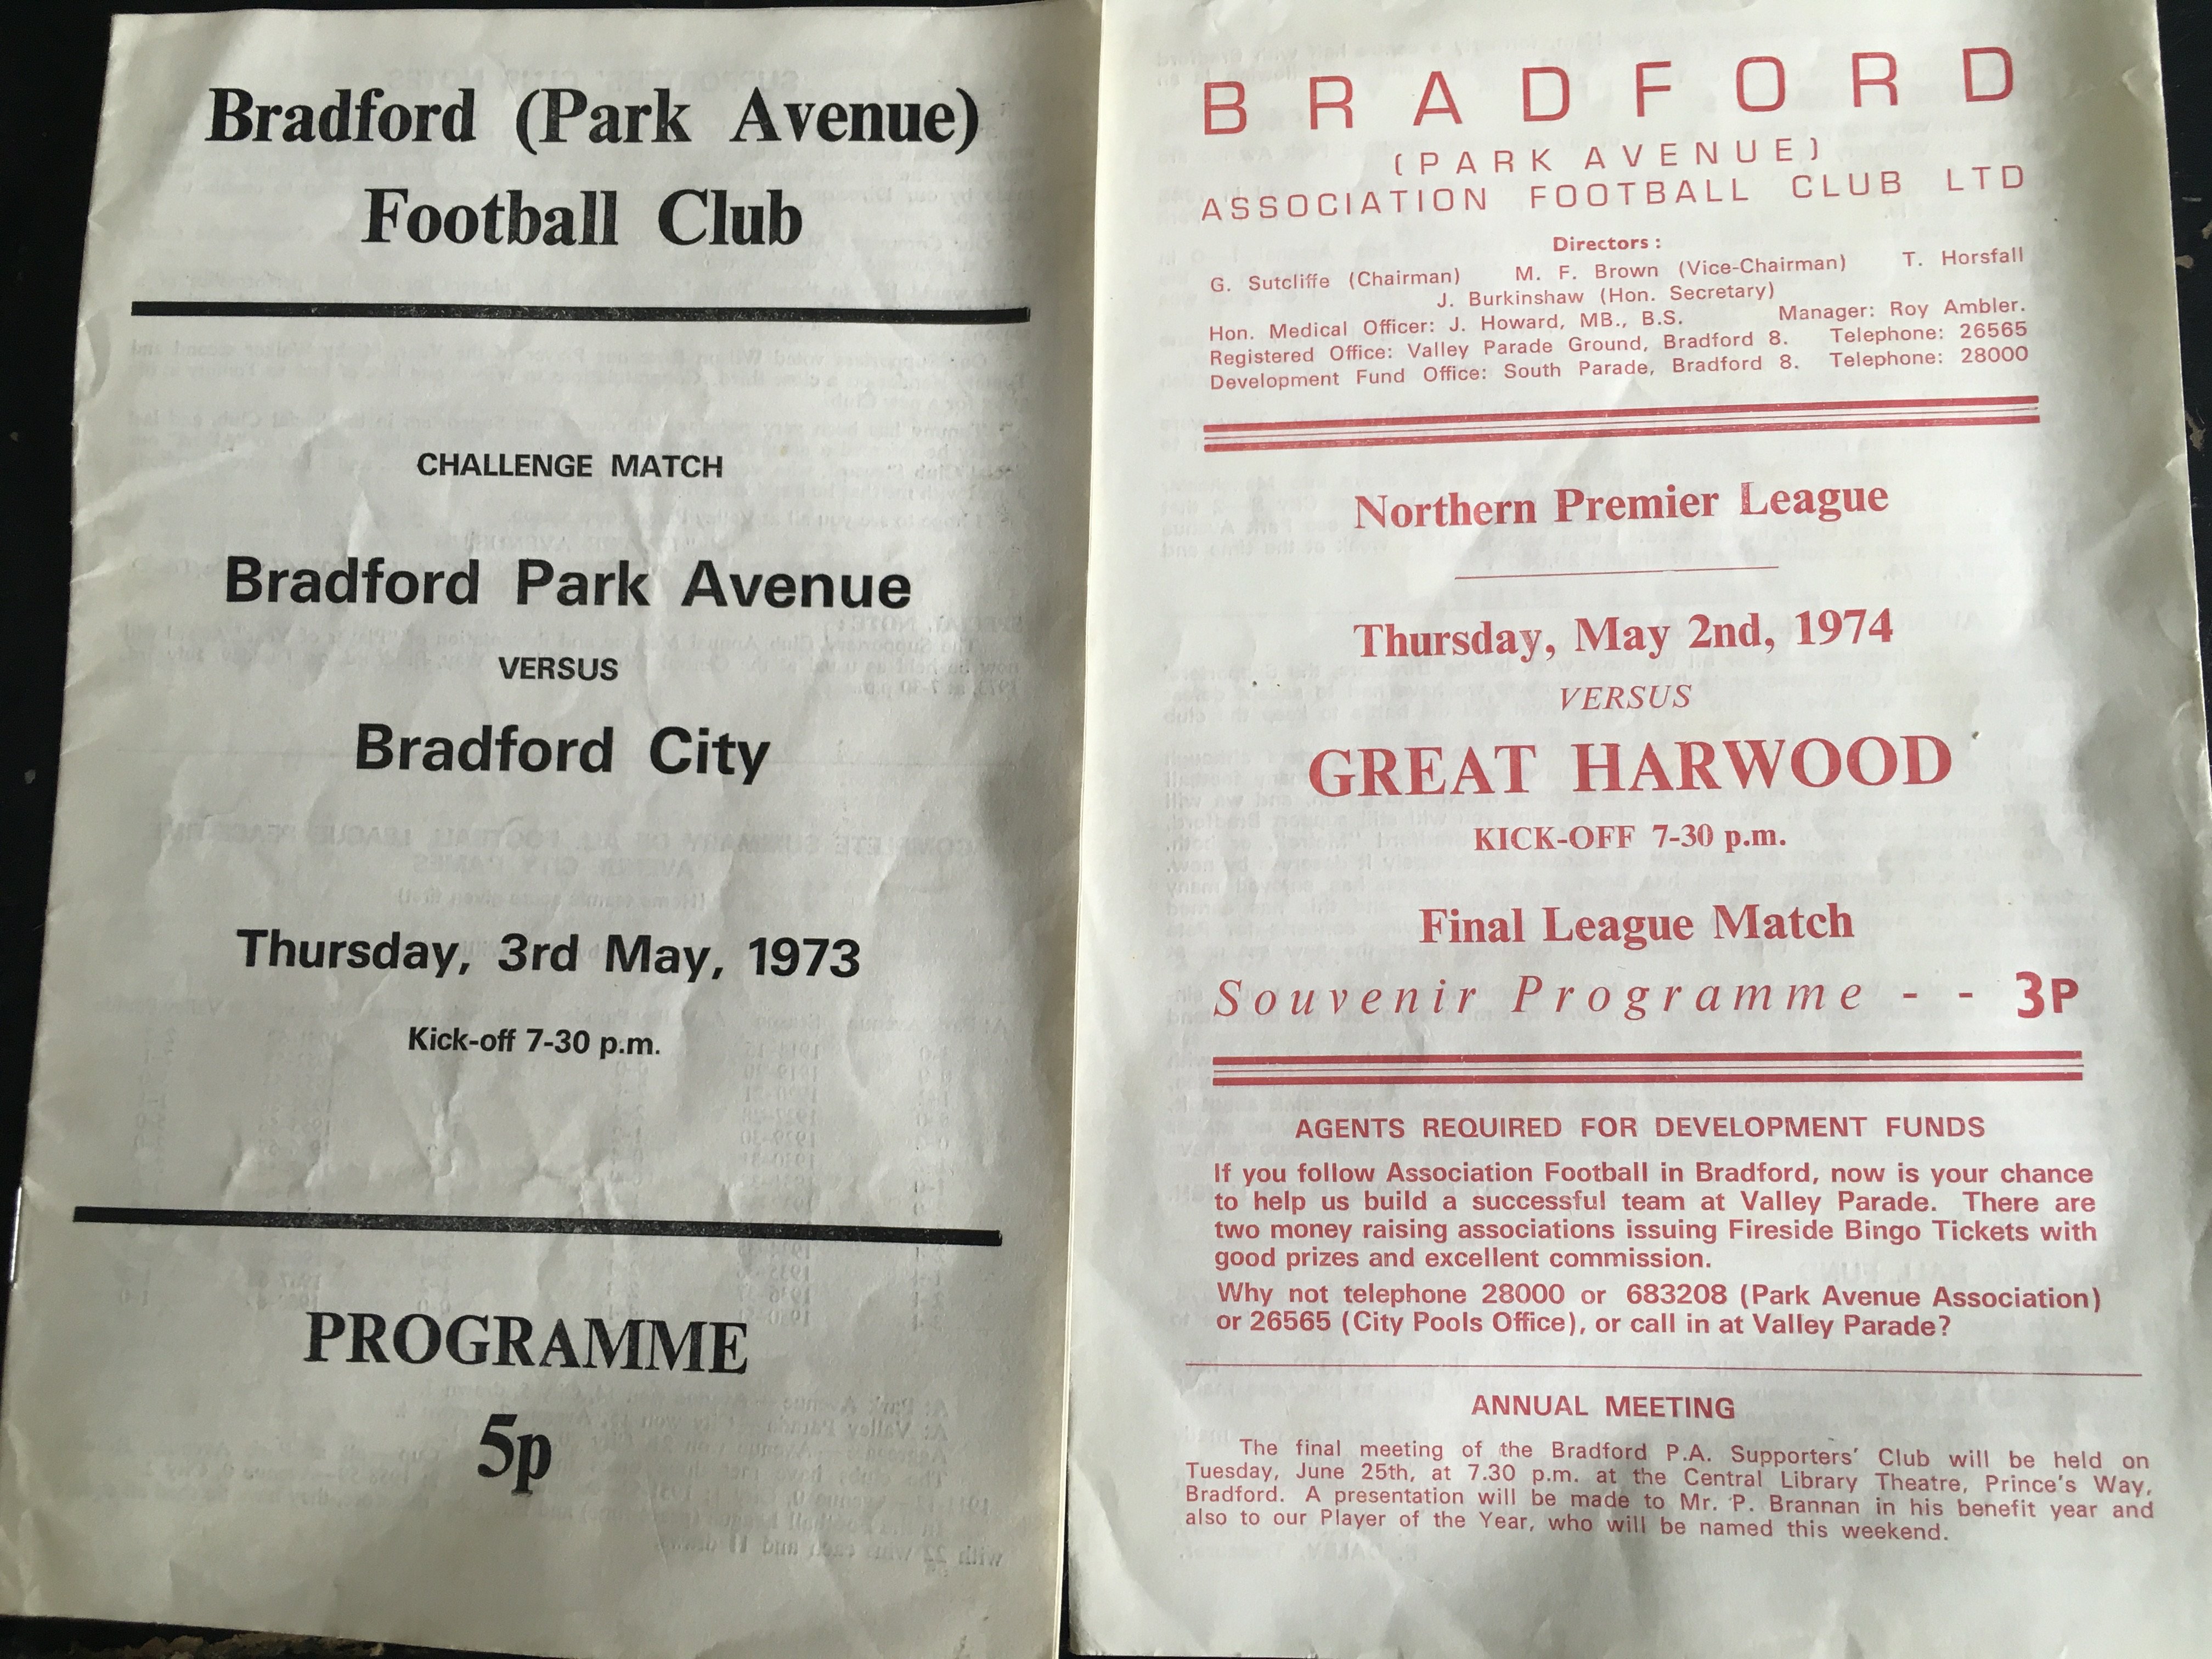 Bradford (Park Avenue)
Football Club
CHALLENGE MATCH
Bradford Park Avenue
VERSUS
Bradford City
Thursday, 3rd May, 1973
Kick-off 7-30 p.m.
PROGRAMME
5p
BRADFORD
(PARK AVENUE)
ASSOCIATION FOOTBALL CLUB LTD
Directors :
G. Sutcliffe (Chairman) M. F. Brown (Vice-Chairman) T. Horsfall
J. Burkinshaw (Hon. Secretary)
Hon. Medical Officer: J. Howard, MB., B.S. Manager: Roy Ambler.
Registered Office: Valley Parade Ground, Bradford 8. Telephone: 26565
Development Fund Office: South Parade, Bradford 8. Telephone: 28000
Northern Premier League
Thursday, May 2nd, 1974
VERSUS
GREAT HARWOOD
KICK-OFF 7-30 p.m.
Final League Match
Souvenir Programme - - 3P
AGENTS REQUIRED FOR DEVELOPMENT FUNDS
If you follow Association Football in Bradford, now is your chance
to help us build a successful team at Valley Parade. There are
two money raising associations issuing Fireside Bingo Tickets with
good prizes and excellent commission.
Why not telephone 28000 or 683208 (Park Avenue Association)
or 26565 (City Pools Office), or call in at Valley Parade?
ANNUAL MEETING
The final meeting of the Bradford P.A. Supporters' Club will be held on
Tuesday, June 25th, at 7.30 p.m. at the Central Library Theatre, Prince's Way,
Bradford. A presentation will be made to Mr. P. Brannan in his benefit year and
also to our Player of the Year, who will be named this weekend.